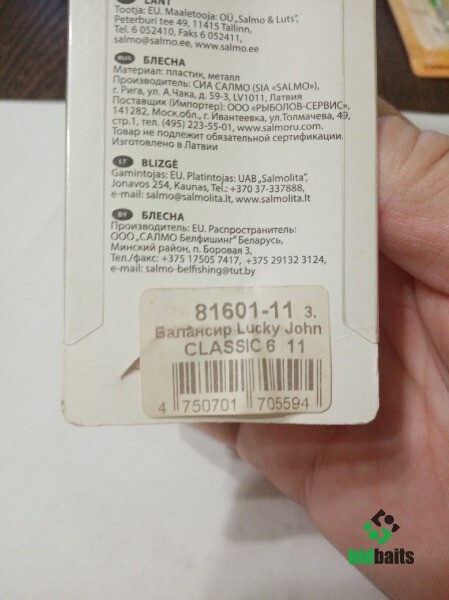 LANT
Tootja: EU. Maaletooja: OÜ „Salmo & Luts",
Peterburi tee 49, 11415 Tallinn,
Tel. 6 052410, Faks 6 052411,
salmo@salmo.ee, www.salmo.ee
RUS БЛЕСНА
Материал: пластик, металл
Производитель: СИА САЛМО (SIA «SALMO»),
г. Рига, ул. А.Чака, д. 59-3, LV1011, Латвия
Поставщик (Импортер): ООО "РЫБОЛОВ-СЕРВИС",
141282, Моск.обл., г. Ивантеевка, ул.Толмачева, 49,
стр.1, тел. (495) 223-55-01, www.salmoru.com.
Товар не подлежит обязательной сертификации.
Изготовлено в Латвии
LT BLIZGĖ
Gamintojas: EU. Platintojas: UAB „Salmolita",
Jonavos 254, Kaunas, Tel.: +370 37-337888,
e-mail: salmo@salmolita.lt, www.salmolita.lt
BY БЛЕСНА
Производитель: EU. Распространитель:
ООО „САЛМО Белфишинг" Беларусь,
Минский район, п. Боровая 3,
Тел./факс: +375 17505 7417, +375 29132 3124,
e-mail: salmo-belfishing@tut.by
81601-11 з.
Балансир Lucky John
CLASSIC 6 11
4 750701 705594
bidbaits